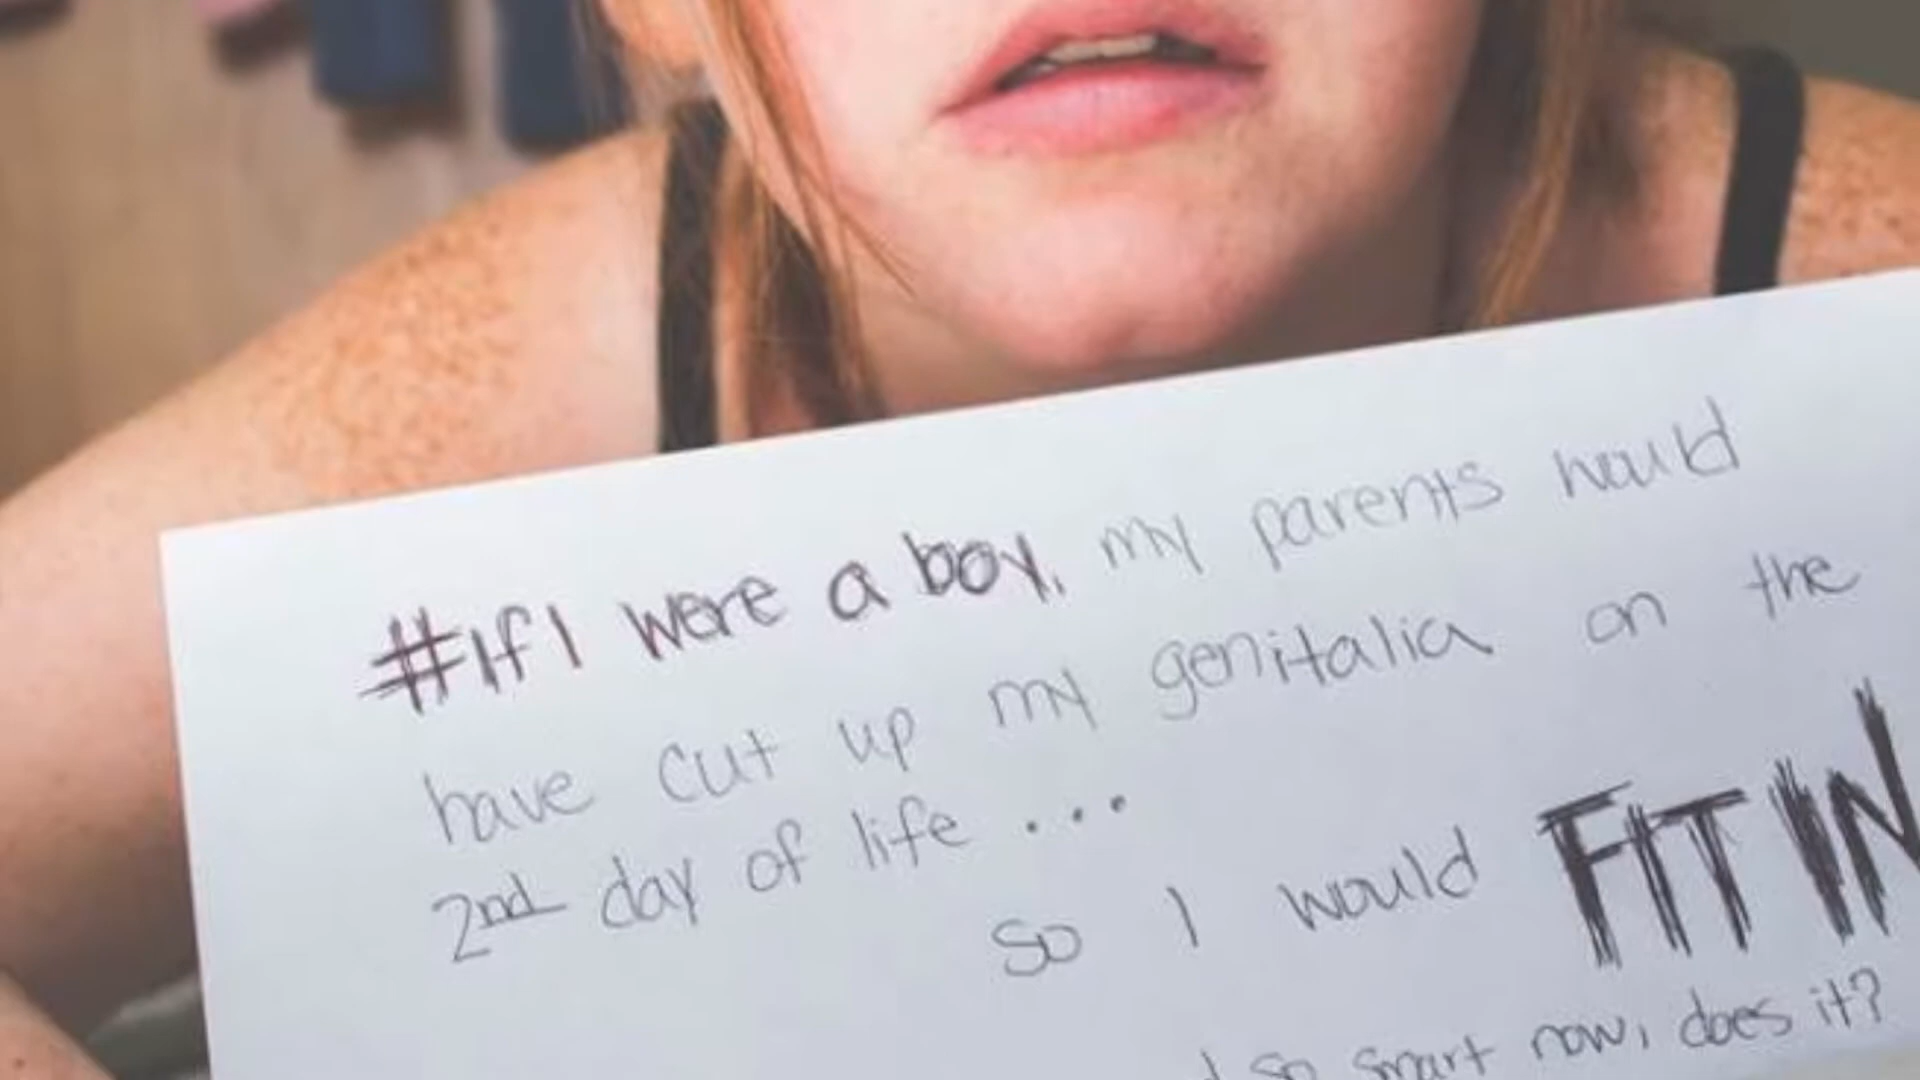 #If I were a boy, my parents would
have cut up my genitalia on the
2nd day of life ...
so I would FIT IN
so smart now, does it?